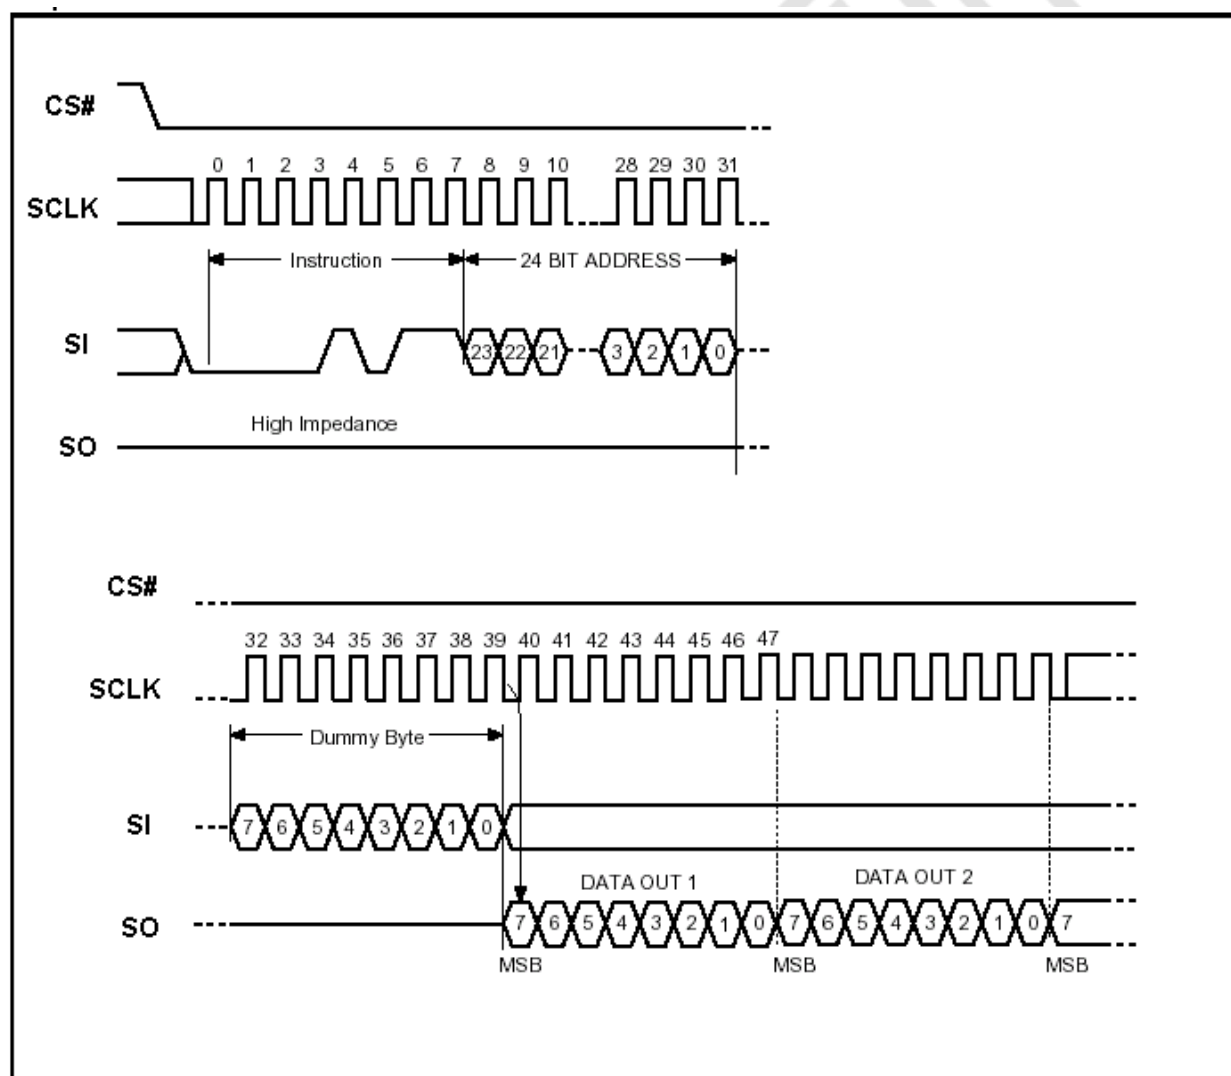 CS#
0 1 2 3 4 5 6 7 8 9 10 28 29 30 31
SCLK
Instruction 24 BIT ADDRESS
SI
23 22 21 3 2 1 0
High Impedance
SO
CS#
32 33 34 35 36 37 38 39 40 41 42 43 44 45 46 47
SCLK
Dummy Byte
SI
7 6 5 4 3 2 1 0
DATA OUT 1 DATA OUT 2
SO
7 6 5 4 3 2 1 0 7 6 5 4 3 2 1 0 7
MSB MSB MSB